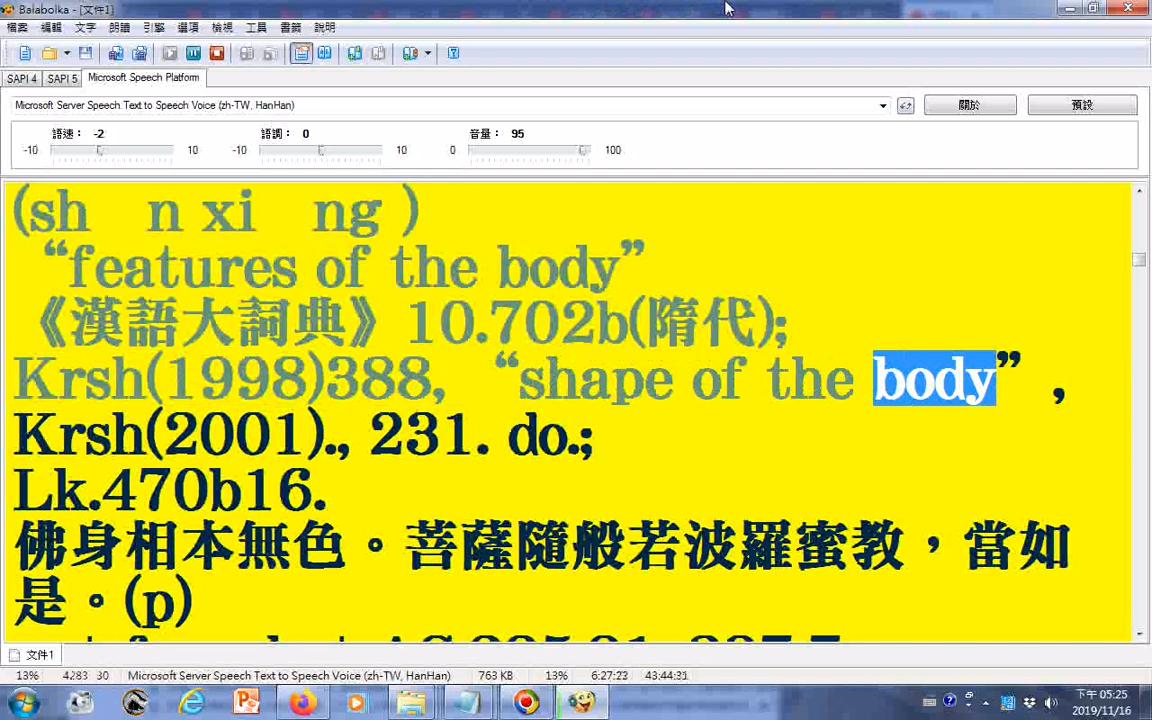 Balabolka - [文件1]
檔案 編輯 文字 朗讀 引擎 選項 檢視 工具 書籤 說明
SAPI 4 SAPI 5 Microsoft Speech Platform
Microsoft Server Speech Text to Speech Voice (zh-TW, HanHan) 關於 預設
語速： -2 語調： 0 音量： 95
-10 10 -10 10 0 100
(sh n xi ng )
“features of the body”
《漢語大詞典》10.702b(隋代);
Krsh(1998)388, “shape of the body”,
Krsh(2001)., 231. do.;
Lk.470b16.
佛身相本無色。菩薩隨般若波羅蜜教，當如
是。(p)
文件1
13% 4283 30 Microsoft Server Speech Text to Speech Voice (zh-TW, HanHan) 763 KB 13% 6:27:23 43:44:31
下午 05:25
2019/11/16